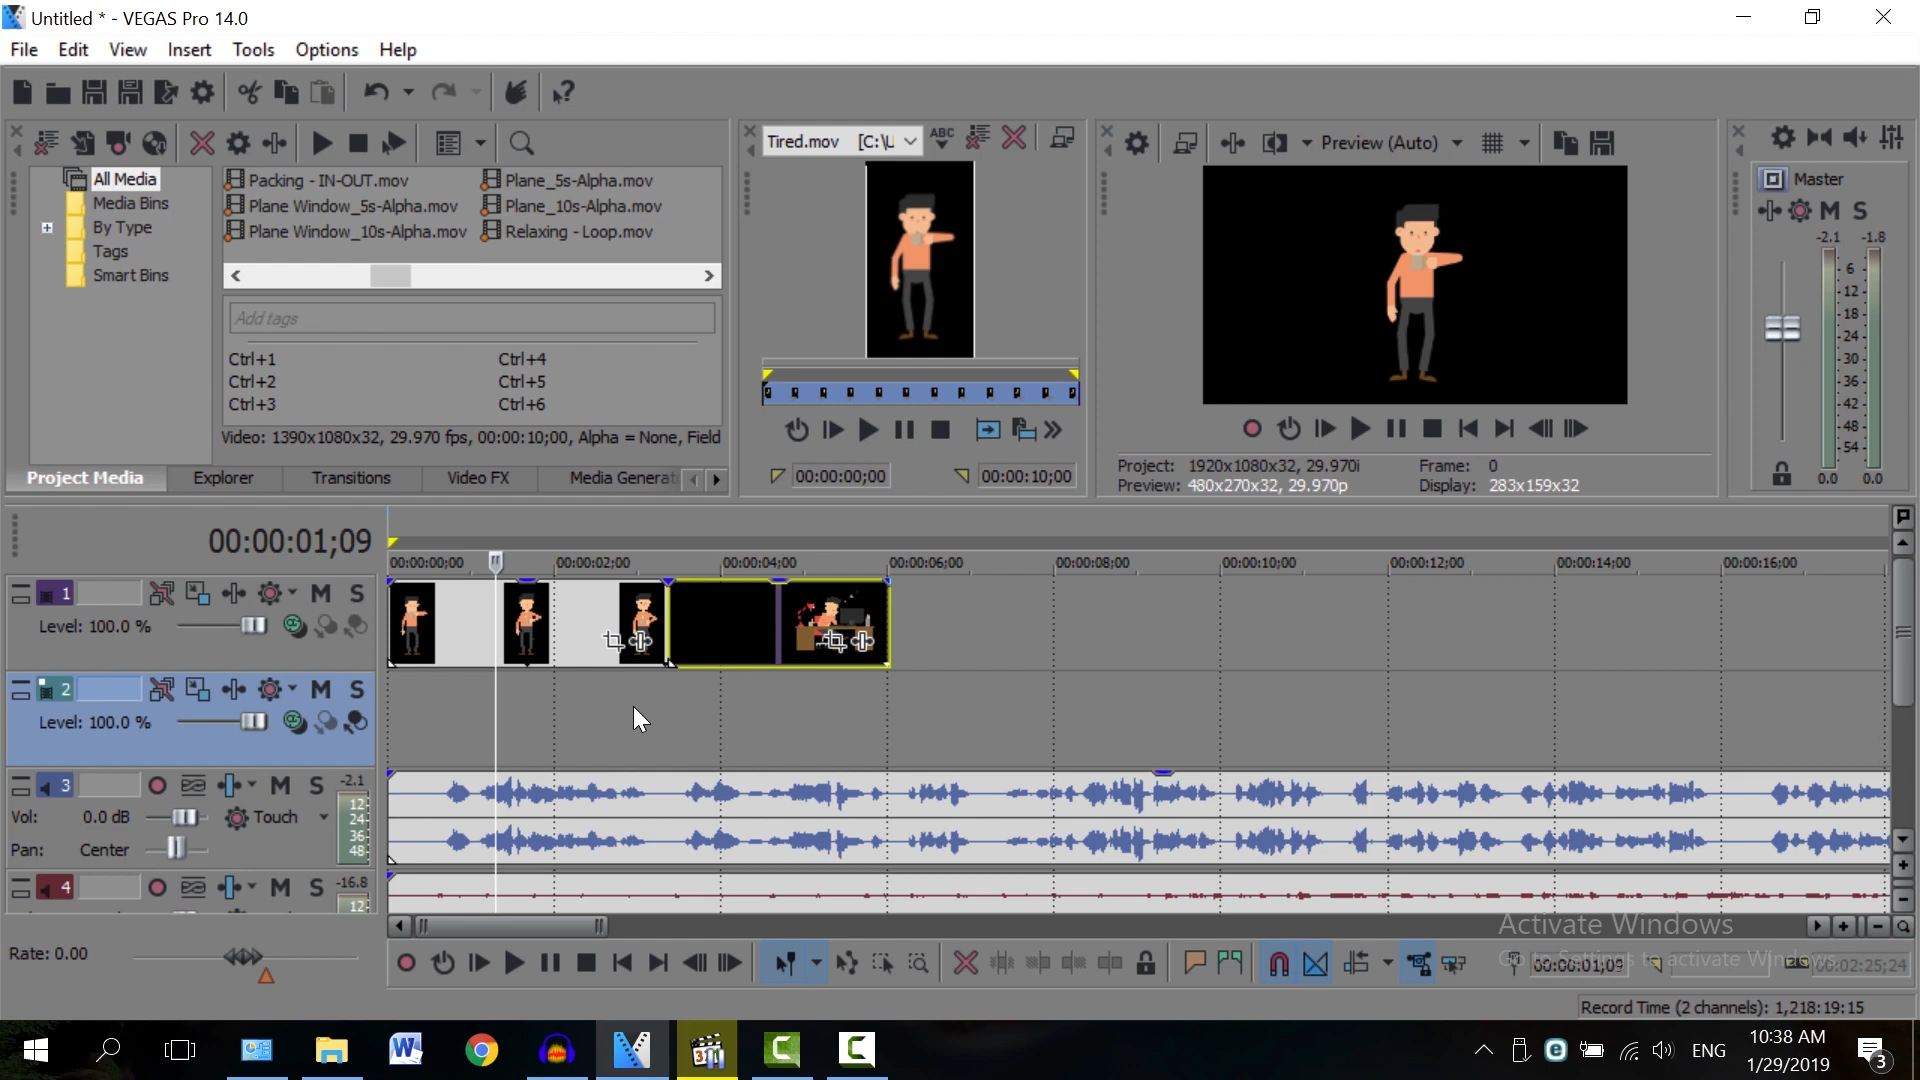 Untitled * - VEGAS Pro 14.0
File Edit View Insert Tools Options Help
All Media
Media Bins
By Type
Tags
Smart Bins
Packing - IN-OUT.mov
Plane Window_5s-Alpha.mov
Plane Window_10s-Alpha.mov
Plane_5s-Alpha.mov
Plane_10s-Alpha.mov
Relaxing - Loop.mov
Add tags
Ctrl+1 Ctrl+4
Ctrl+2 Ctrl+5
Ctrl+3 Ctrl+6
Video: 1390x1080x32, 29.970 fps, 00:00:10;00, Alpha = None, Field
Project Media Explorer Transitions Video FX Media Generat
Tired.mov [C:\U
ABC
00:00:00;00 00:00:10;00
Preview (Auto)
Project: 1920x1080x32, 29.970i
Preview: 480x270x32, 29.970p
Frame: 0
Display: 283x159x32
Master
M S
-2.1 -1.8
6
-12-
-18-
-24-
-30-
-36-
-42-
-48-
-54-
0.0 0.0
00:00:01;09
00:00:00;00 00:00:02;00 00:00:04;00 00:00:06;00 00:00:08;00 00:00:10;00 00:00:12;00 00:00:14;00 00:00:16;00
1 M S
Level: 100.0 %
2 M S
Level: 100.0 %
3 M S -2.1
Vol: 0.0 dB Touch
Pan: Center
12
24
36
48
4 M S -16.8
12
Rate: 0.00
Activate Windows
Go to Settings to activate Windows.
00:00:01;09 00:02:25;24
Record Time (2 channels): 1,218:19:15
ENG
10:38 AM
1/29/2019
3